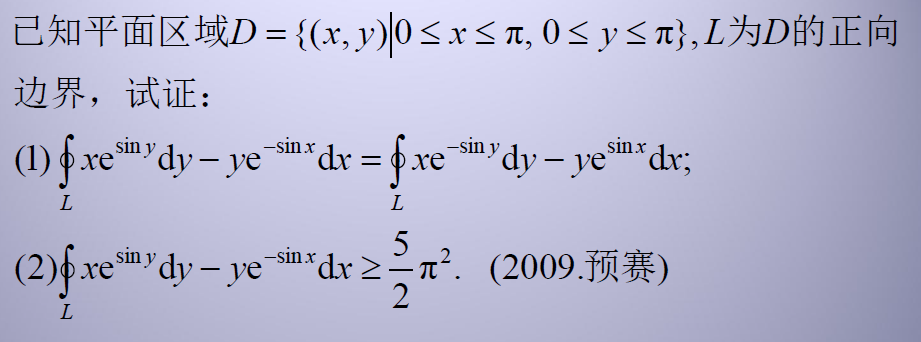 已知平面区域D = {(x, y)|0 ≤ x ≤ π, 0 ≤ y ≤ π}, L为D的正向
边界，试证：
(1) ∮_L xe^{sin y}dy − ye^{−sin x}dx = ∮_L xe^{−sin y}dy − ye^{sin x}dx;
(2) ∮_L xe^{sin y}dy − ye^{−sin x}dx ≥ \frac{5}{2}π². (2009.预赛)